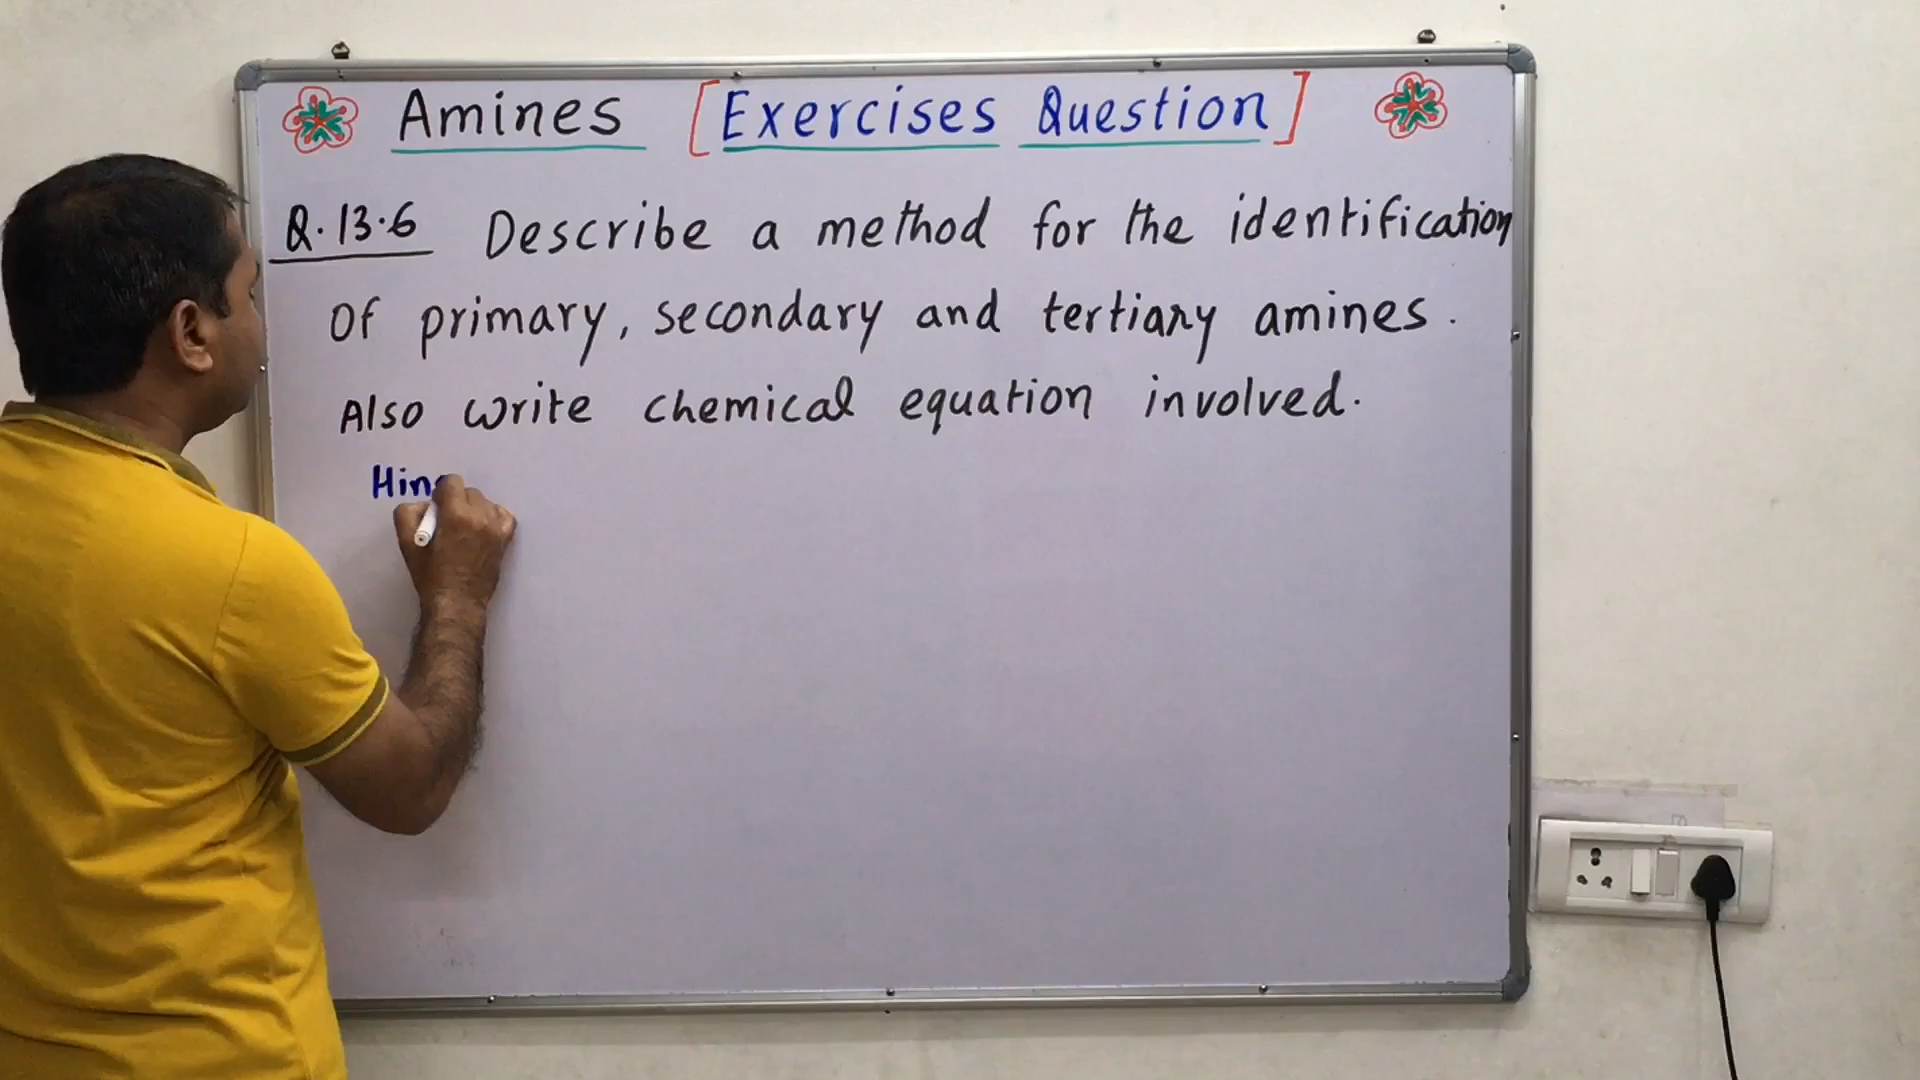 Amines [Exercises Question]
Q.13.6 Describe a method for the identification
of primary, secondary and tertiary amines.
Also write chemical equation involved.